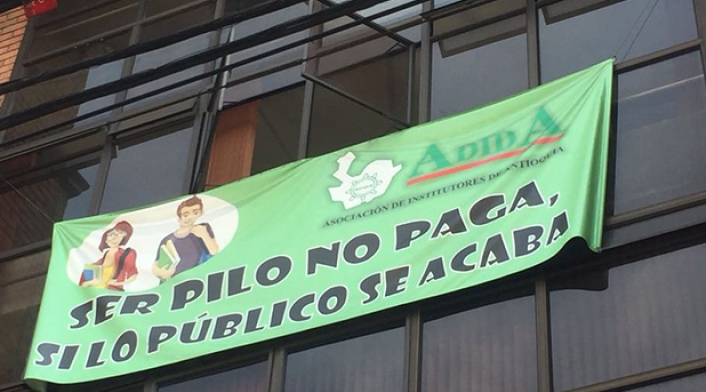 ADIDA
ASOCIACIÓN DE INSTITUTORES DE ANTIOQUIA
SER PILO NO PAGA,
SI LO PÚBLICO SE ACABA